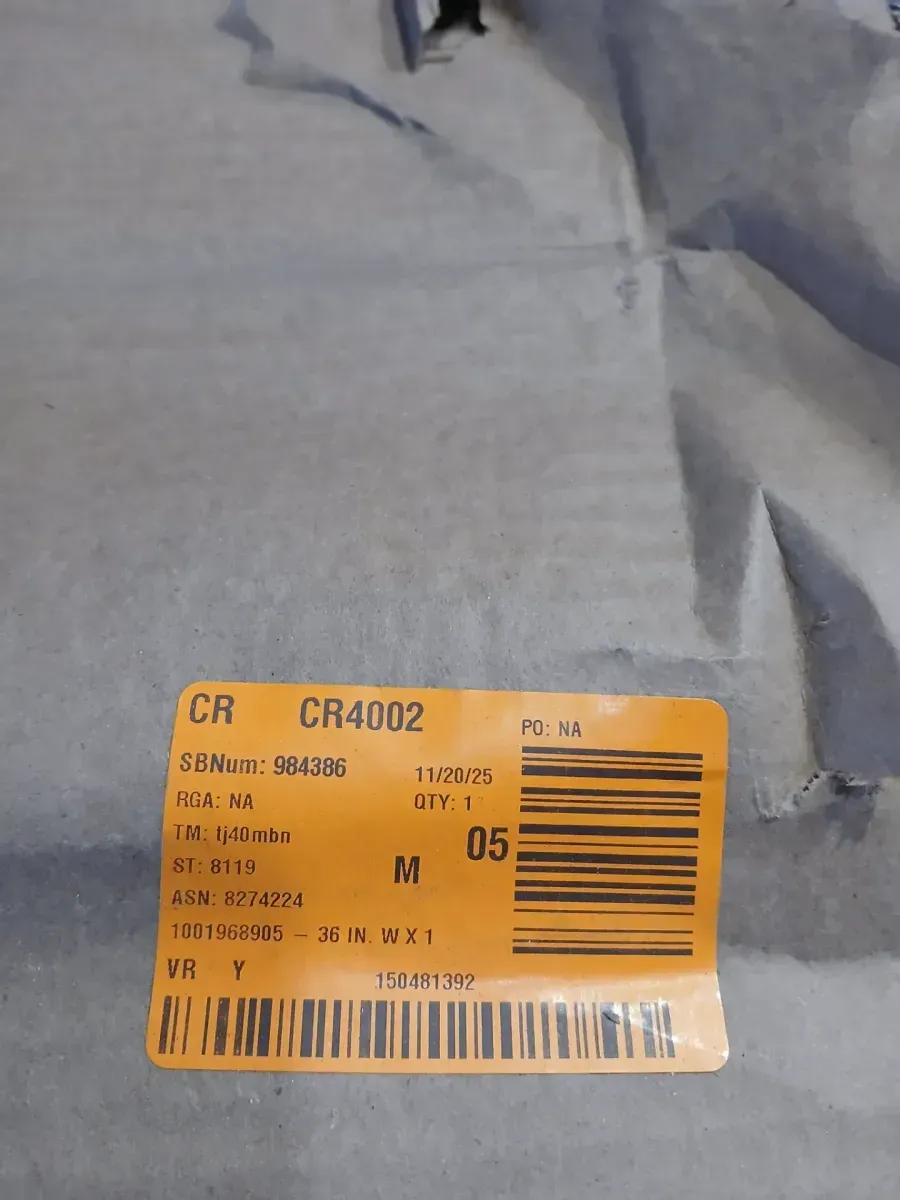 CR CR4002
PO: NA
SBNum: 984386
11/20/25
RGA: NA
QTY: 1
TM: tj40mbn
05
ST: 8119
M
ASN: 8274224
1001968905 – 36 IN. W X 1
VR Y
150481392